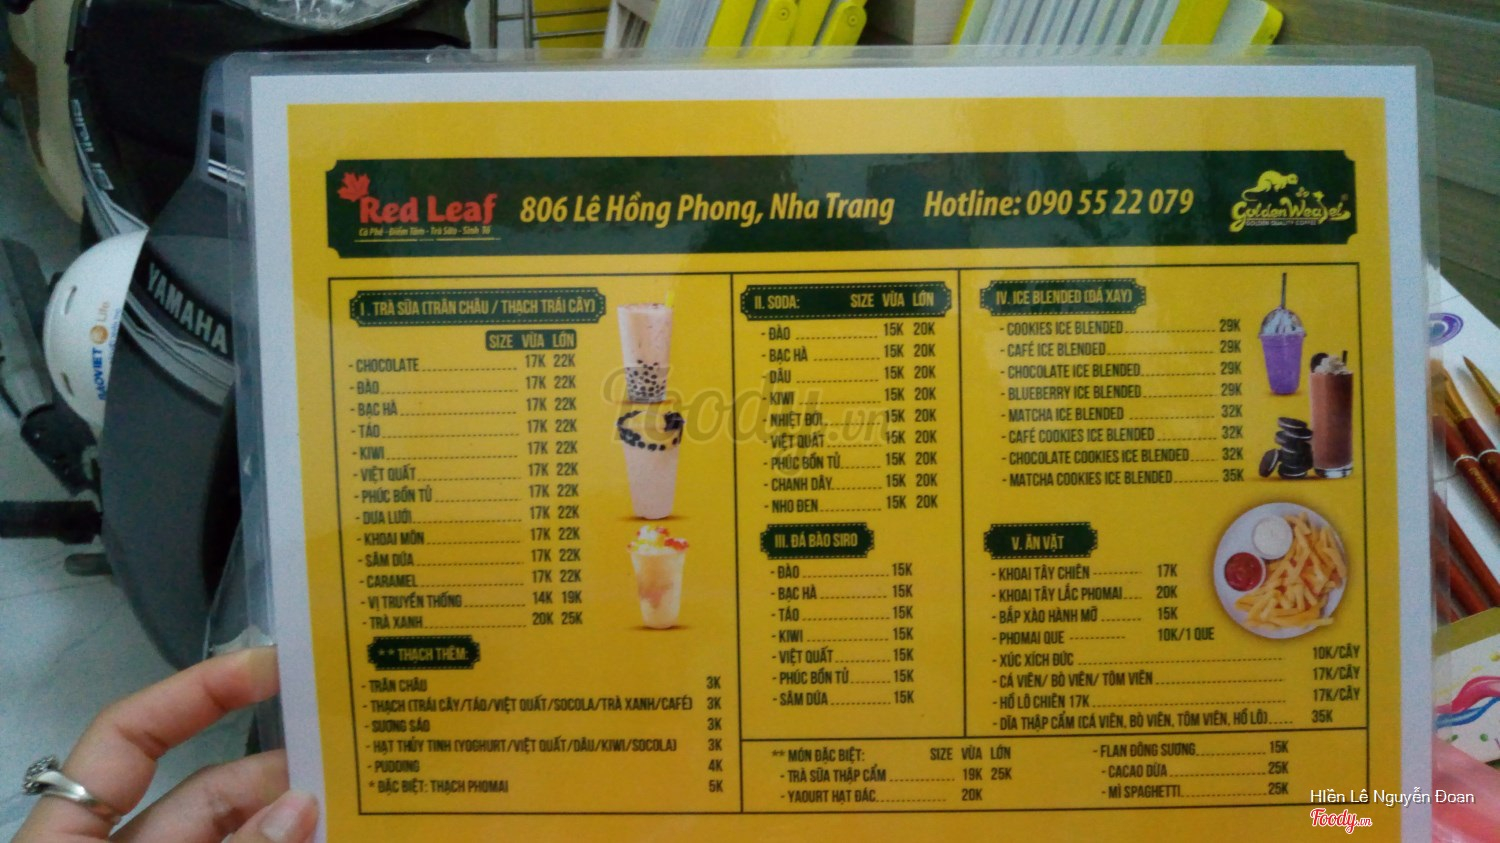 Red Leaf
Cà Phê - Điểm Tâm - Trà Sữa - Sinh Tố
806 Lê Hồng Phong, Nha Trang
Hotline: 090 55 22 079
Golden Weasel
GOLDEN QUALITY COFFEE
I . TRÀ SỮA (TRÂN CHÂU / THẠCH TRÁI CÂY)
SIZE VỪA LỚN
- CHOCOLATE 17K 22K
- ĐÀO 17K 22K
- BẠC HÀ 17K 22K
- TÁO 17K 22K
- KIWI 17K 22K
- VIỆT QUẤT 17K 22K
- PHÚC BỒN TỬ 17K 22K
- DƯA LƯỚI 17K 22K
- KHOAI MÔN 17K 22K
- SÂM DỨA 17K 22K
- CARAMEL 17K 22K
- VỊ TRUYỀN THỐNG 14K 19K
- TRÀ XANH 20K 25K
** THẠCH THÊM:
- TRÂN CHÂU 3K
- THẠCH (TRÁI CÂY/TÁO/VIỆT QUẤT/SOCOLA/TRÀ XANH/CAFÉ) 3K
- SƯƠNG SÁO 3K
- HẠT THỦY TINH (YOGHURT/VIỆT QUẤT/DÂU/KIWI/SOCOLA) 3K
- PUDDING 4K
* ĐẶC BIỆT: THẠCH PHOMAI 5K
II. SODA: SIZE VỪA LỚN
- ĐÀO 15K 20K
- BẠC HÀ 15K 20K
- DÂU 15K 20K
- KIWI 15K 20K
- NHIỆT ĐỚI 15K 20K
- VIỆT QUẤT 15K 20K
- PHÚC BỒN TỬ 15K 20K
- CHANH DÂY 15K 20K
- NHO ĐEN 15K 20K
III. ĐÁ BÀO SIRO
- ĐÀO 15K
- BẠC HÀ 15K
- TÁO 15K
- KIWI 15K
- VIỆT QUẤT 15K
- PHÚC BỒN TỬ 15K
- SÂM DỨA 15K
IV. ICE BLENDED (ĐÁ XAY)
- COOKIES ICE BLENDED 29K
- CAFÉ ICE BLENDED 29K
- CHOCOLATE ICE BLENDED 29K
- BLUEBERRY ICE BLENDED 29K
- MATCHA ICE BLENDED 32K
- CAFÉ COOKIES ICE BLENDED 32K
- CHOCOLATE COOKIES ICE BLENDED 32K
- MATCHA COOKIES ICE BLENDED 35K
V. ĂN VẶT
- KHOAI TÂY CHIÊN 17K
- KHOAI TÂY LẮC PHOMAI 20K
- BẮP XÀO HÀNH MỠ 15K
- PHOMAI QUE 10K/1 QUE
- XÚC XÍCH ĐỨC 10K/CÂY
- CÁ VIÊN/ BÒ VIÊN/ TÔM VIÊN 17K/CÂY
- HỒ LÔ CHIÊN 17K 17K/CÂY
- DĨA THẬP CẨM (CÁ VIÊN, BÒ VIÊN, TÔM VIÊN, HỒ LÔ) 35K
** MÓN ĐẶC BIỆT: SIZE VỪA LỚN
- TRÀ SỮA THẬP CẨM 19K 25K
- YAOURT HẠT ĐÁC 20K
- FLAN ĐÔNG SƯƠNG 15K
- CACAO DỪA 25K
- MÌ SPAGHETTI 25K
YAMAHA
BAOVIET Life
Foody.vn
HIền Lê Nguyễn Đoan
Foody.vn